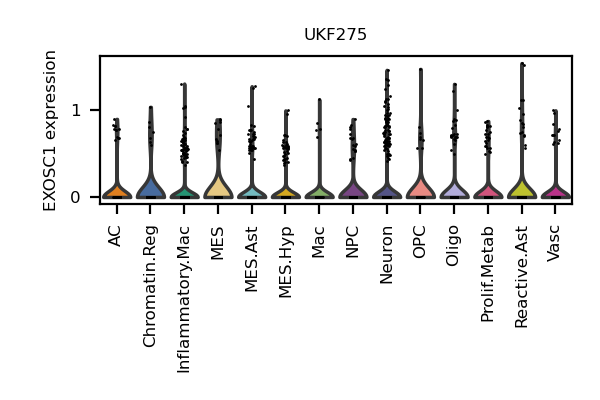 UKF275
EXOSC1 expression
1
0
AC
Chromatin.Reg
Inflammatory.Mac
MES
MES.Ast
MES.Hyp
Mac
NPC
Neuron
OPC
Oligo
Prolif.Metab
Reactive.Ast
Vasc